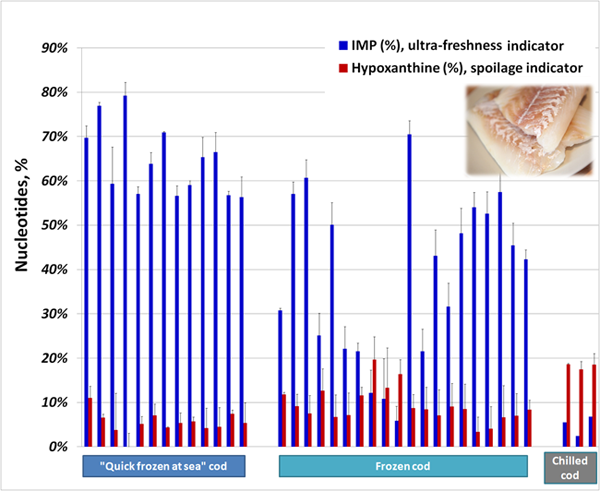 IMP (%), ultra-freshness indicator
Hypoxanthine (%), spoilage indicator
Nucleotides, %
90%
80%
70%
60%
50%
40%
30%
20%
10%
0%
"Quick frozen at sea" cod
Frozen cod
Chilled
cod